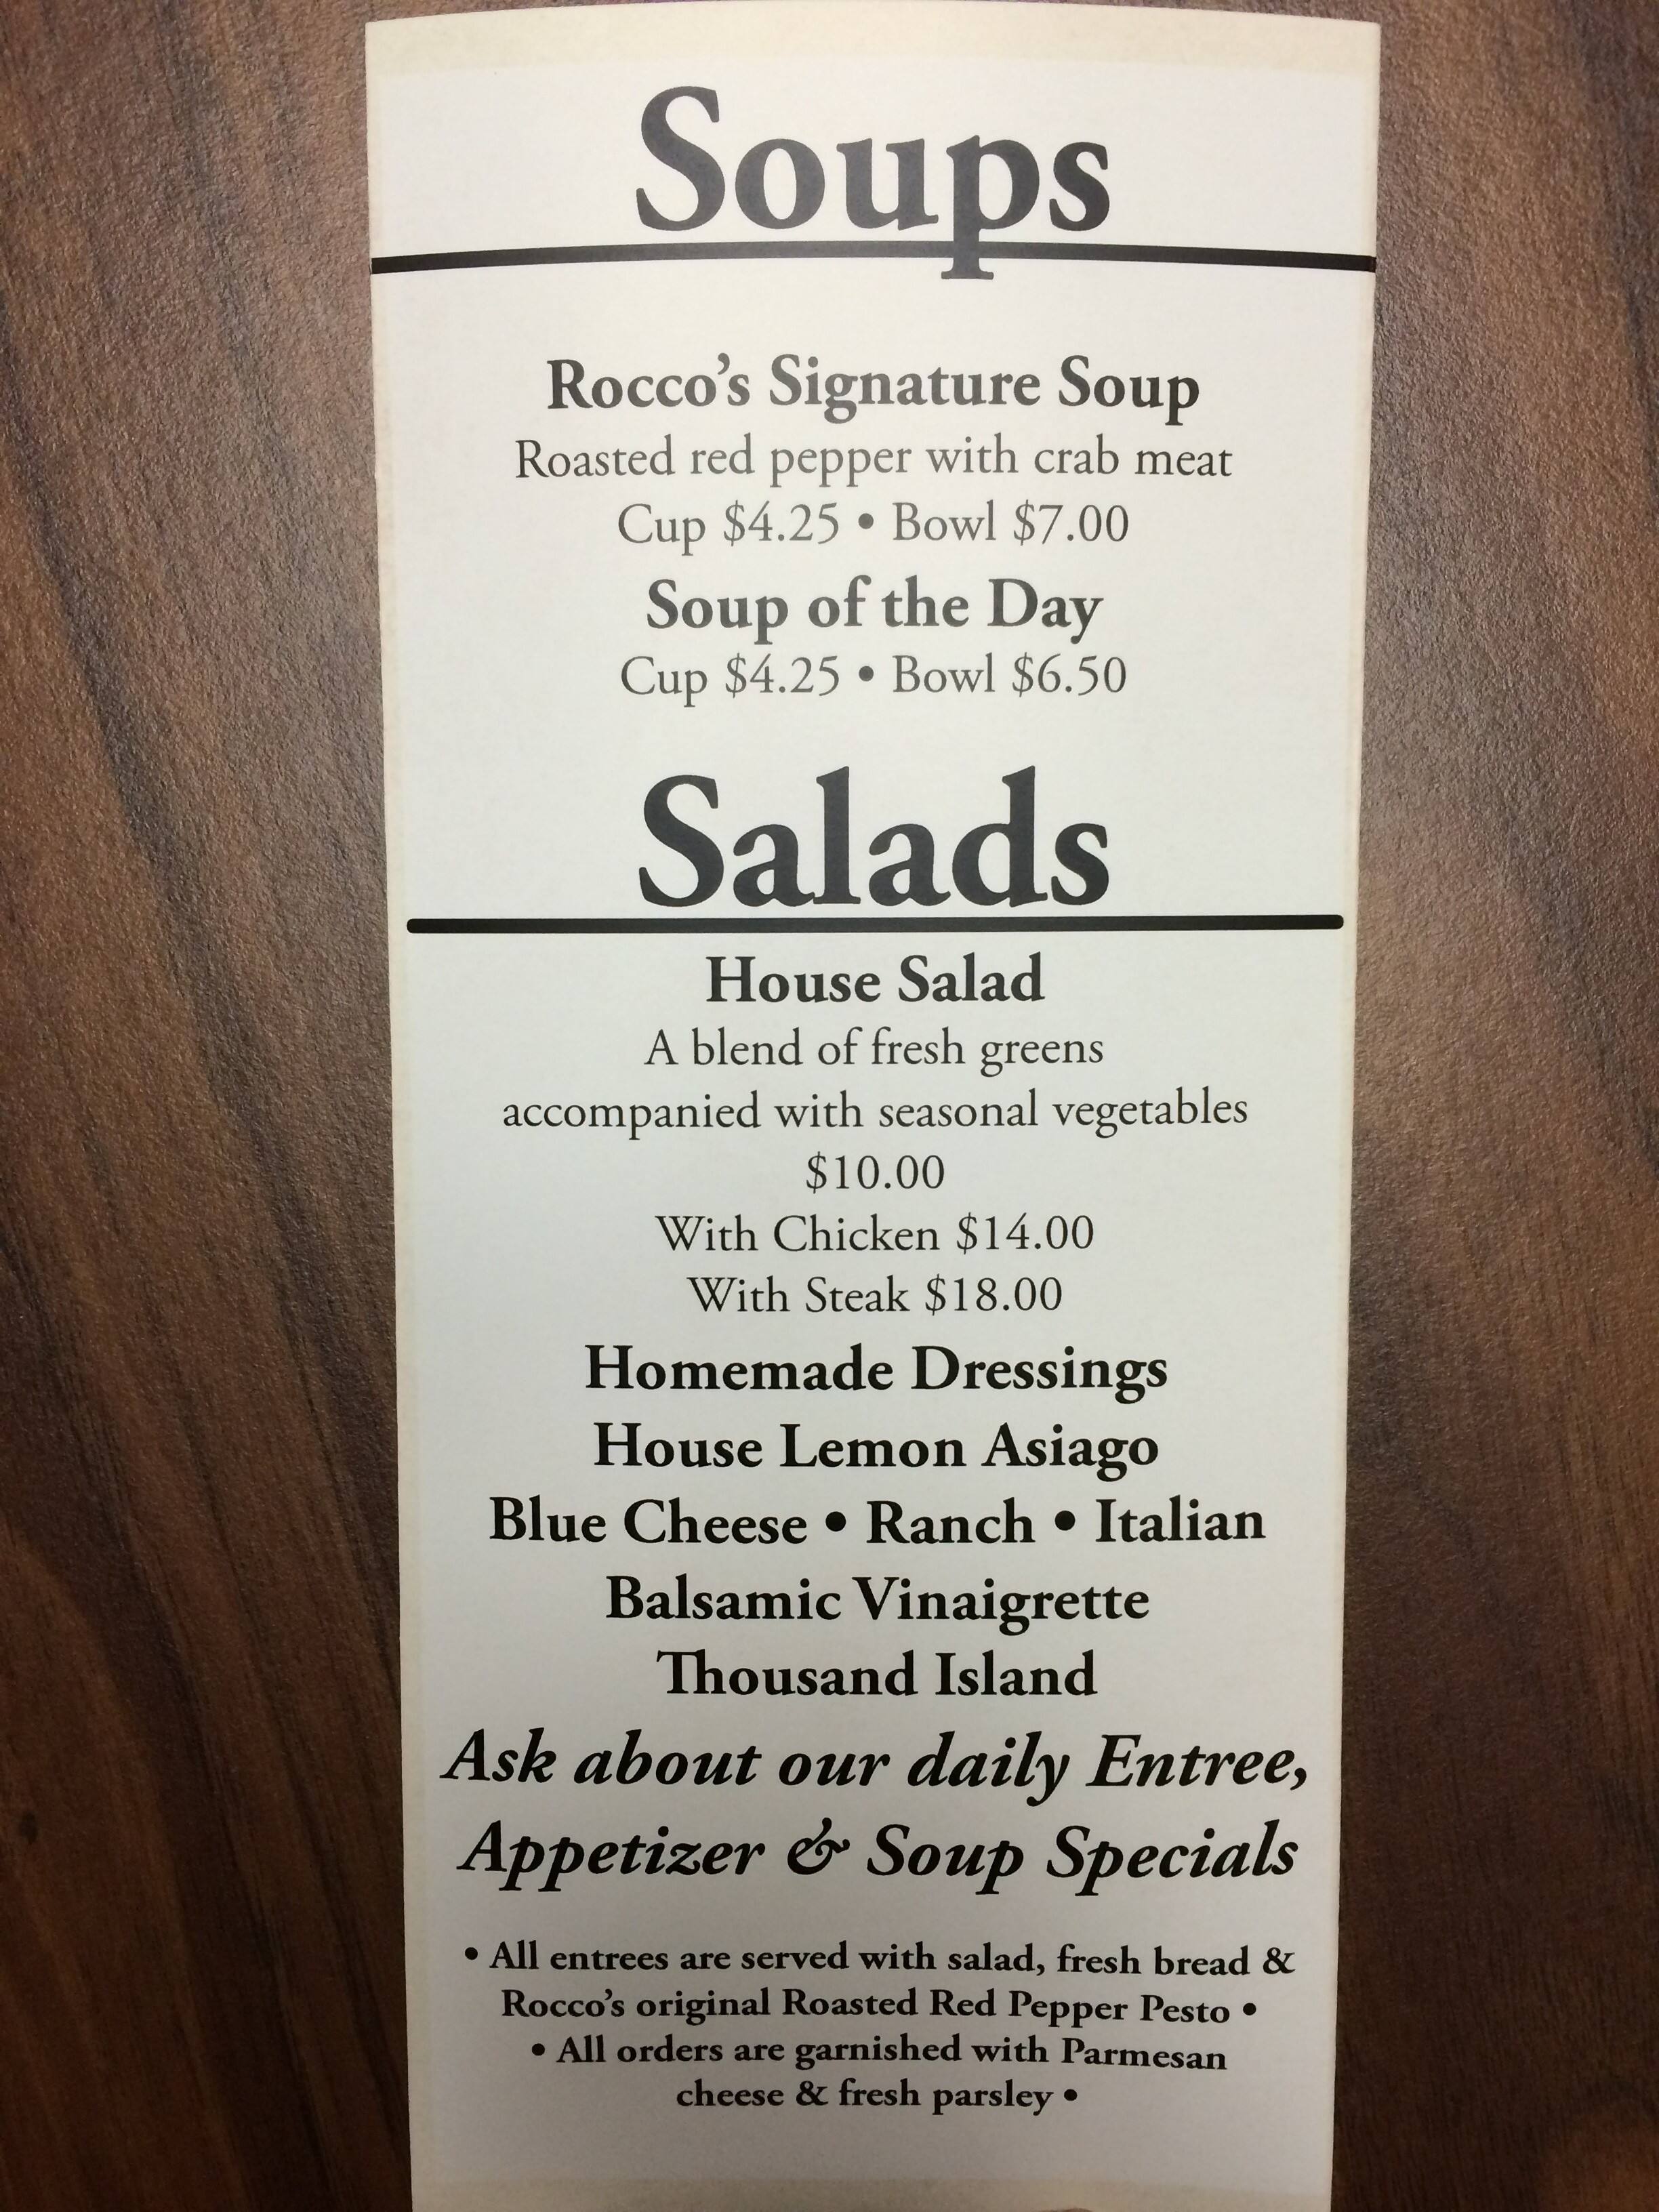 Soups
Rocco’s Signature Soup
Roasted red pepper with crab meat
Cup $4.25 • Bowl $7.00
Soup of the Day
Cup $4.25 • Bowl $6.50
Salads
House Salad
A blend of fresh greens
accompanied with seasonal vegetables
$10.00
With Chicken $14.00
With Steak $18.00
Homemade Dressings
House Lemon Asiago
Blue Cheese • Ranch • Italian
Balsamic Vinaigrette
Thousand Island
Ask about our daily Entree,
Appetizer & Soup Specials
• All entrees are served with salad, fresh bread &
Rocco’s original Roasted Red Pepper Pesto •
• All orders are garnished with Parmesan
cheese & fresh parsley •